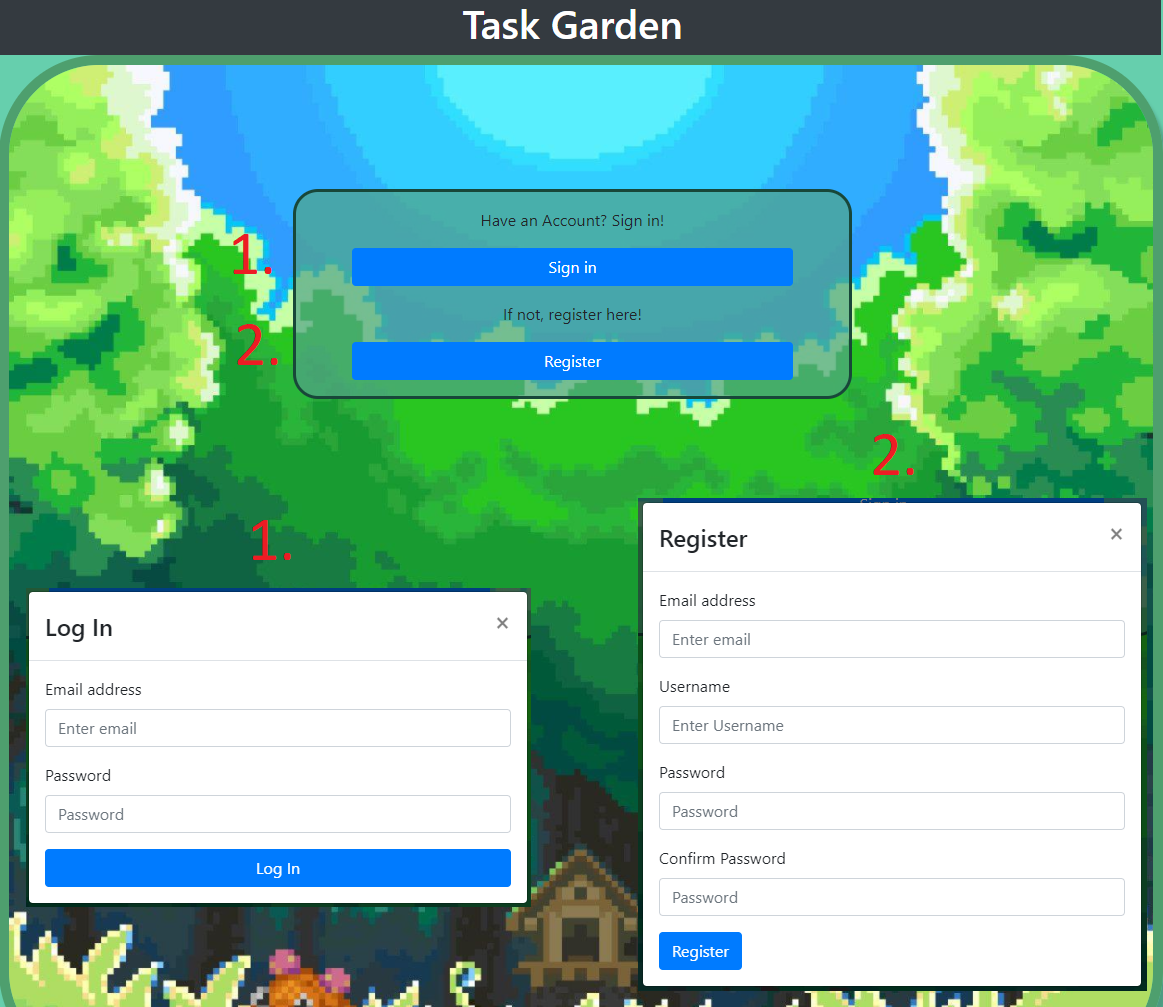 Task Garden
Have an Account? Sign in!
1.
Sign in
If not, register here!
2.
Register
2.
Sign in
Register ×
Email address
Enter email
Username
Enter Username
Password
Password
Confirm Password
Password
Register
1.
Log In ×
Email address
Enter email
Password
Password
Log In